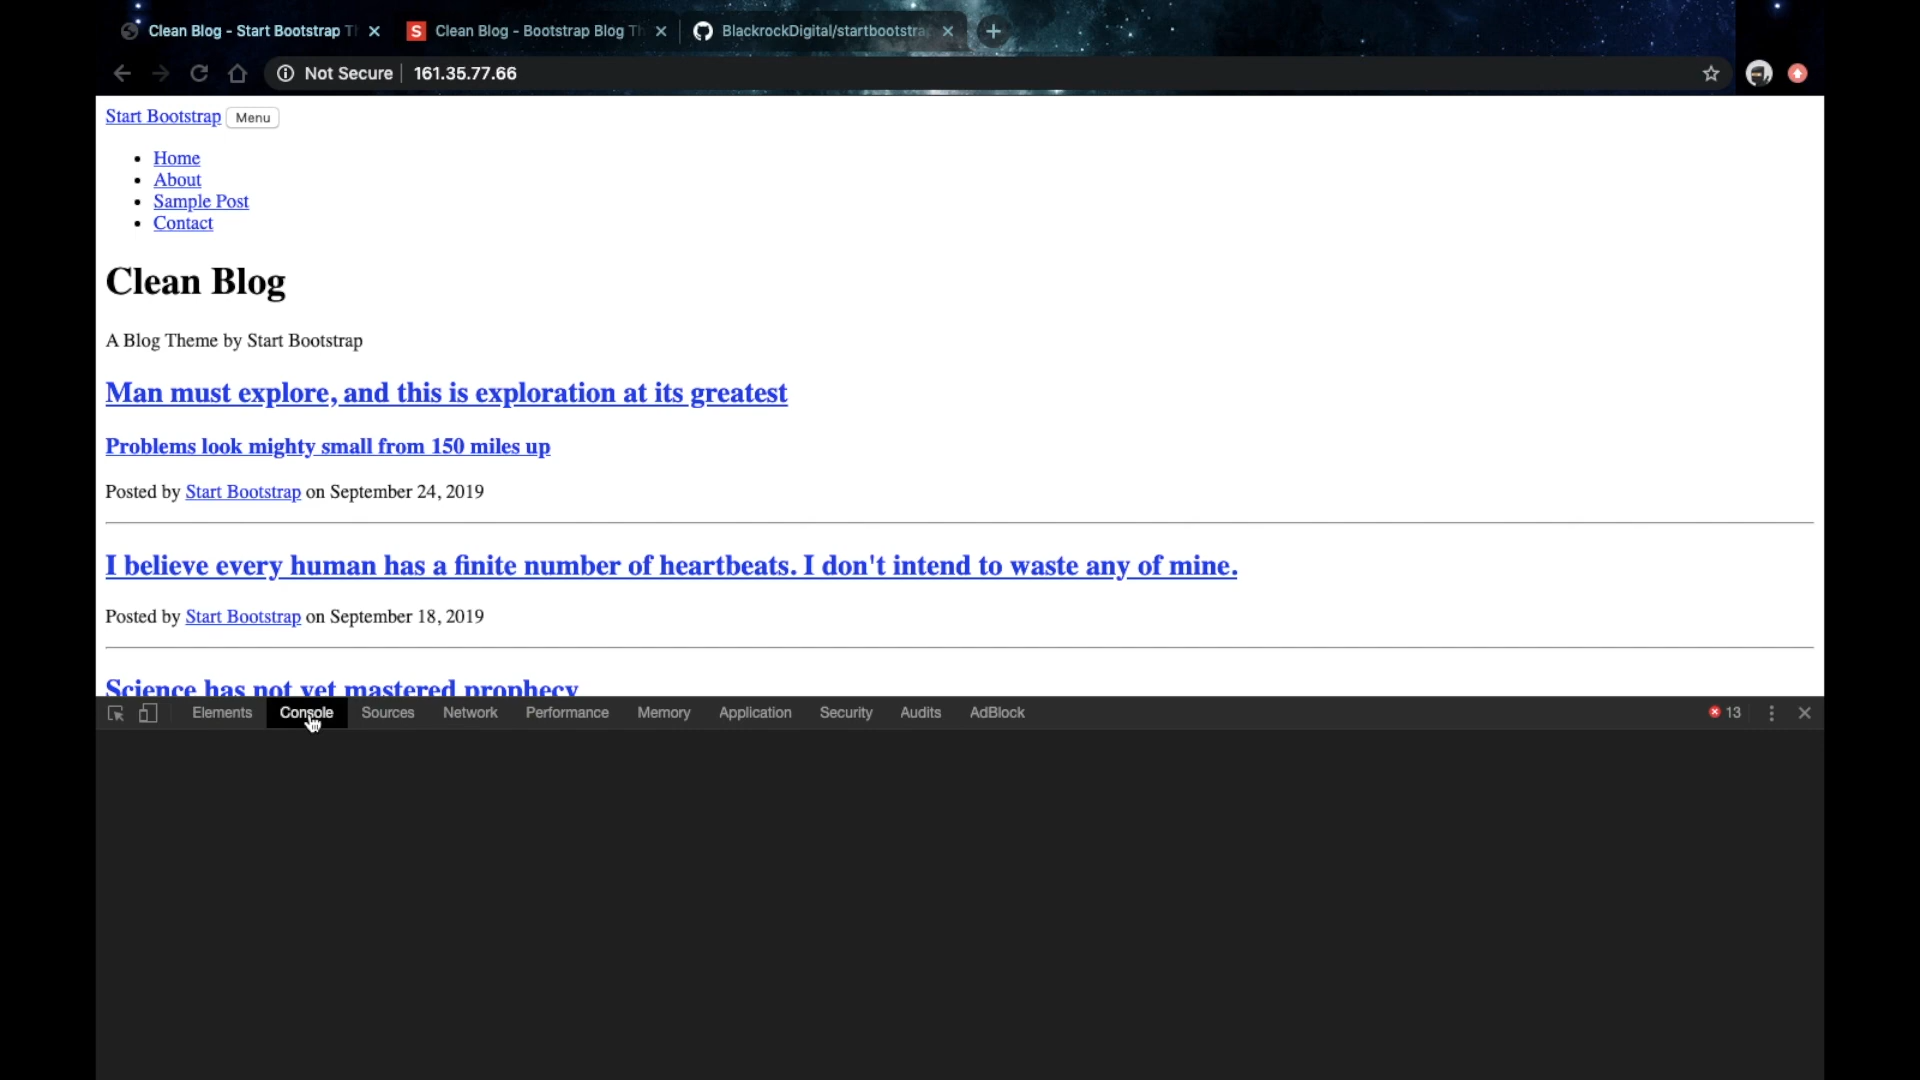 Clean Blog - Start Bootstrap Th
Clean Blog - Bootstrap Blog Th
BlackrockDigital/startbootstrap
Not Secure
161.35.77.66
Start Bootstrap Menu
Home
About
Sample Post
Contact
Clean Blog
A Blog Theme by Start Bootstrap
Man must explore, and this is exploration at its greatest
Problems look mighty small from 150 miles up
Posted by Start Bootstrap on September 24, 2019
I believe every human has a finite number of heartbeats. I don't intend to waste any of mine.
Posted by Start Bootstrap on September 18, 2019
Science has not yet mastered prophecy
Elements Console Sources Network Performance Memory Application Security Audits AdBlock 13